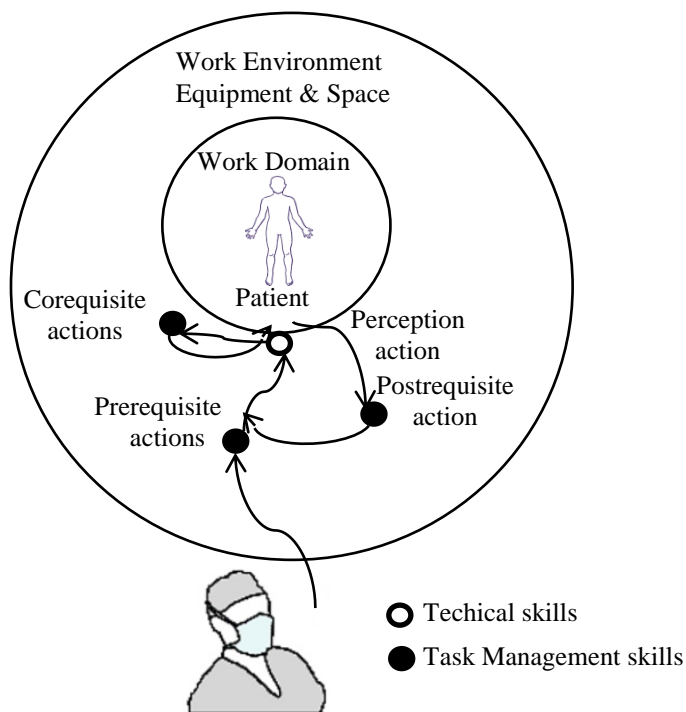 Work Environment
Equipment & Space
Work Domain
Patient
Corequisite
actions
Perception
action
Postrequisite
action
Prerequisite
actions
Techical skills
Task Management skills